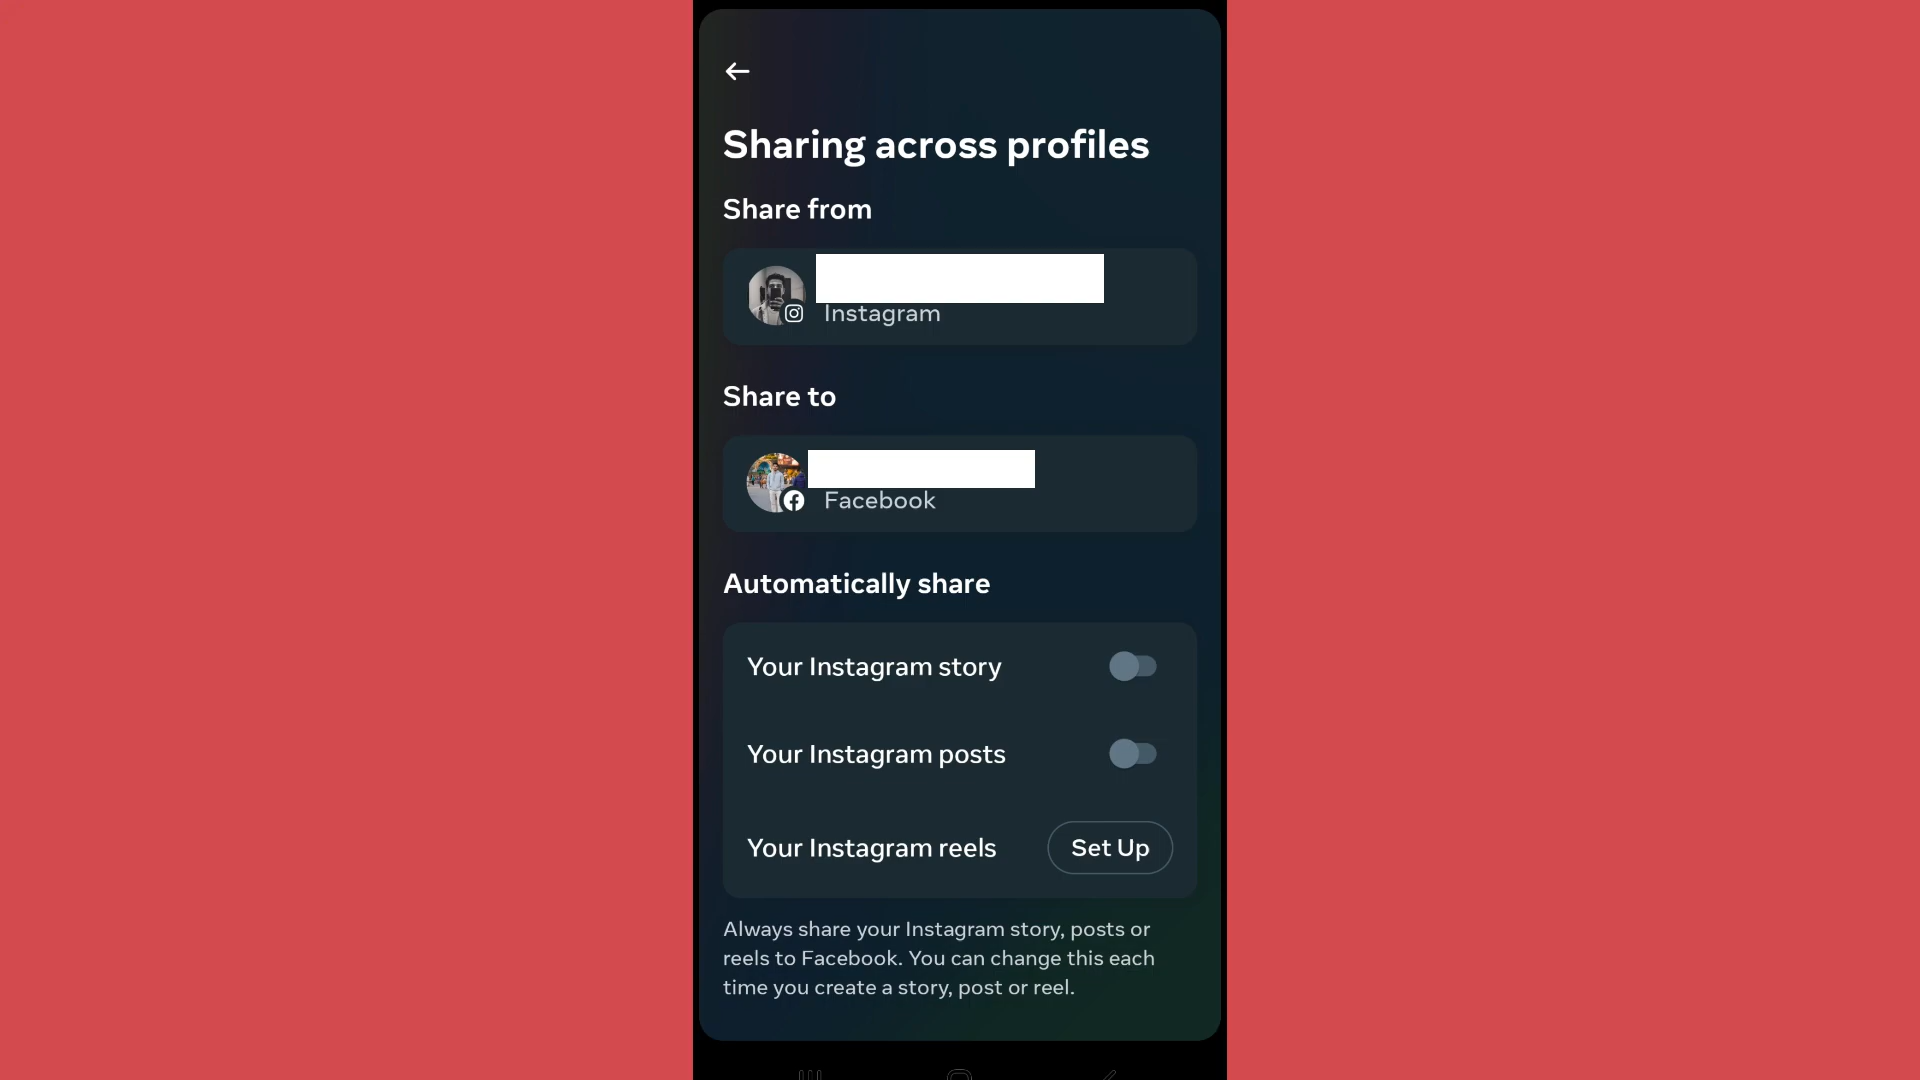 Sharing across profiles
Share from
Instagram
Share to
Facebook
Automatically share
Your Instagram story
Your Instagram posts
Your Instagram reels
Set Up
Always share your Instagram story, posts or
reels to Facebook. You can change this each
time you create a story, post or reel.